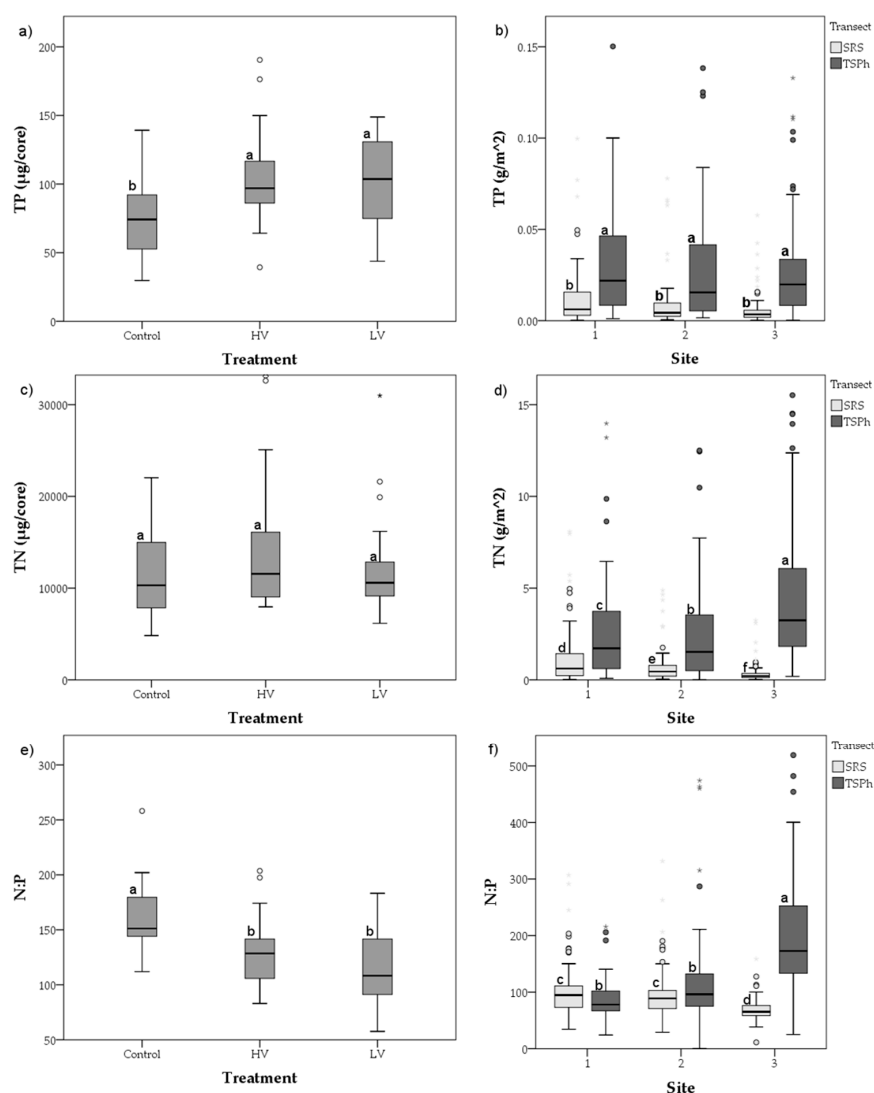 a)
TP (µg/core)
200
150
100
50
0
b
a
a
Control HV LV
Treatment
b)
TP (g/m^2)
0.15
0.10
0.05
0.00
b a b a b a
1 2 3
Site
Transect
SRS
TSPh
c)
TN (µg/core)
30000
20000
10000
0
a
a
a
Control HV LV
Treatment
d)
TN (g/m^2)
15
10
5
0
d c e b f a
1 2 3
Site
Transect
SRS
TSPh
e)
N:P
300
250
200
150
100
50
a
b
b
Control HV LV
Treatment
f)
N:P
500
400
300
200
100
0
c b c b d a
1 2 3
Site
Transect
SRS
TSPh